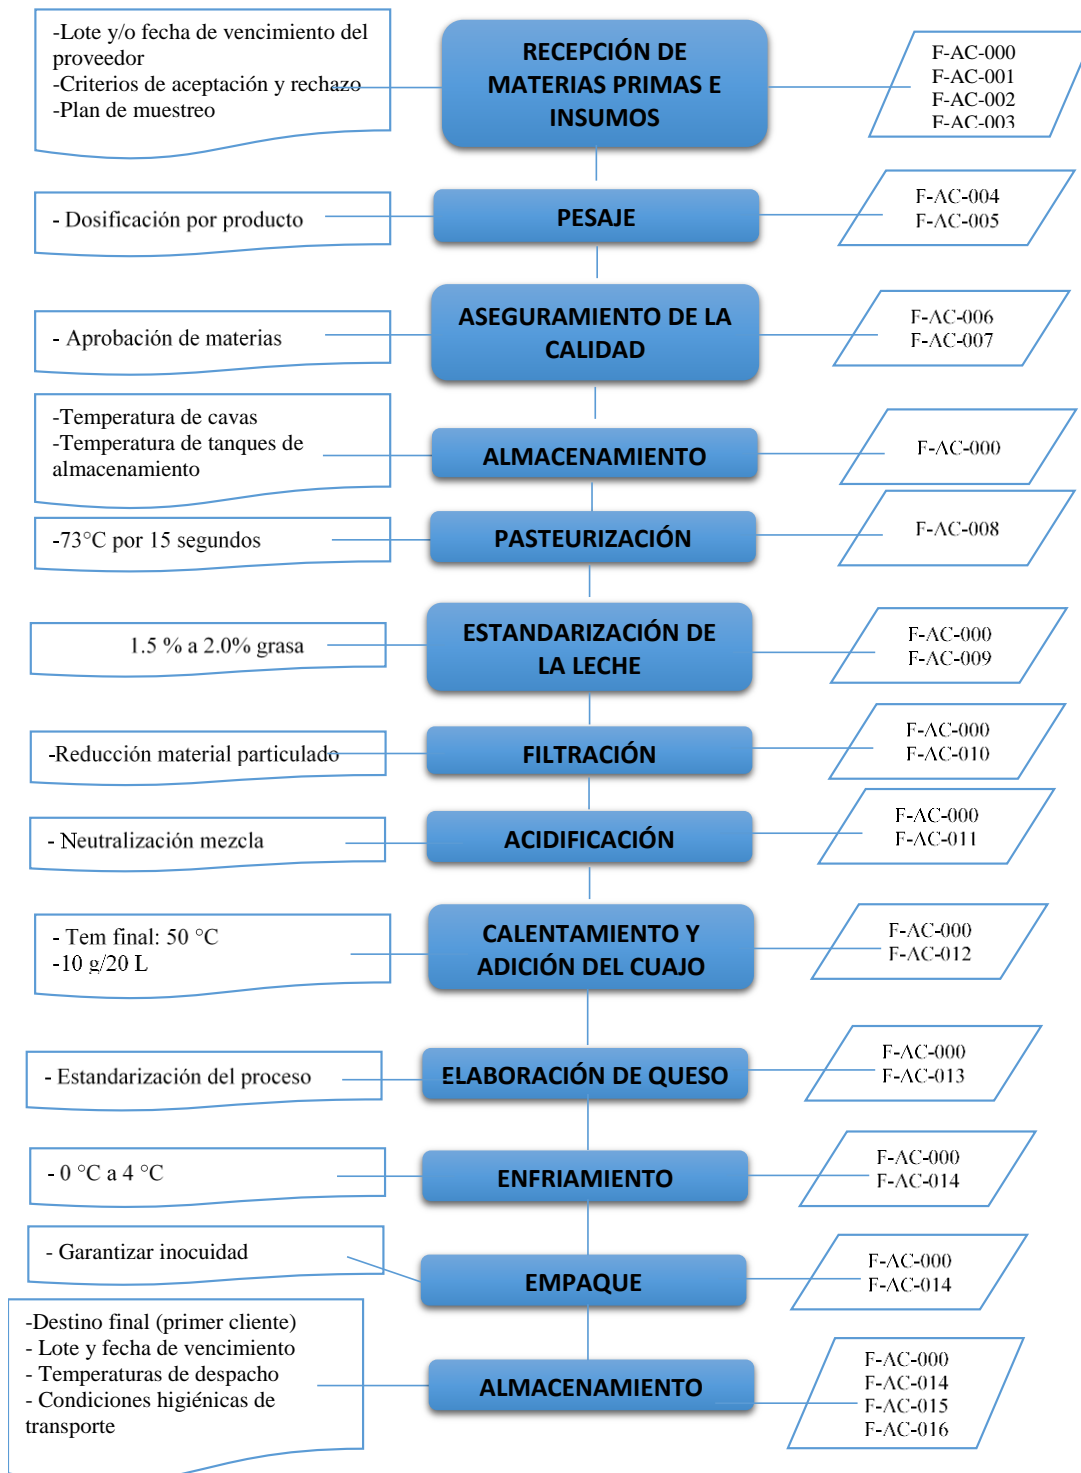 -Lote y/o fecha de vencimiento del
proveedor
-Criterios de aceptación y rechazo
-Plan de muestreo
RECEPCIÓN DE
MATERIAS PRIMAS E
INSUMOS
F-AC-000
F-AC-001
F-AC-002
F-AC-003
- Dosificación por producto
PESAJE
F-AC-004
F-AC-005
- Aprobación de materias
ASEGURAMIENTO DE LA
CALIDAD
F-AC-006
F-AC-007
-Temperatura de cavas
-Temperatura de tanques de
almacenamiento
ALMACENAMIENTO
F-AC-000
-73°C por 15 segundos
PASTEURIZACIÓN
F-AC-008
1.5 % a 2.0% grasa
ESTANDARIZACIÓN DE
LA LECHE
F-AC-000
F-AC-009
-Reducción material particulado
FILTRACIÓN
F-AC-000
F-AC-010
- Neutralización mezcla
ACIDIFICACIÓN
F-AC-000
F-AC-011
- Tem final: 50 °C
-10 g/20 L
CALENTAMIENTO Y
ADICIÓN DEL CUAJO
F-AC-000
F-AC-012
- Estandarización del proceso
ELABORACIÓN DE QUESO
F-AC-000
F-AC-013
- 0 °C a 4 °C
ENFRIAMIENTO
F-AC-000
F-AC-014
- Garantizar inocuidad
EMPAQUE
F-AC-000
F-AC-014
-Destino final (primer cliente)
- Lote y fecha de vencimiento
- Temperaturas de despacho
- Condiciones higiénicas de
transporte
ALMACENAMIENTO
F-AC-000
F-AC-014
F-AC-015
F-AC-016